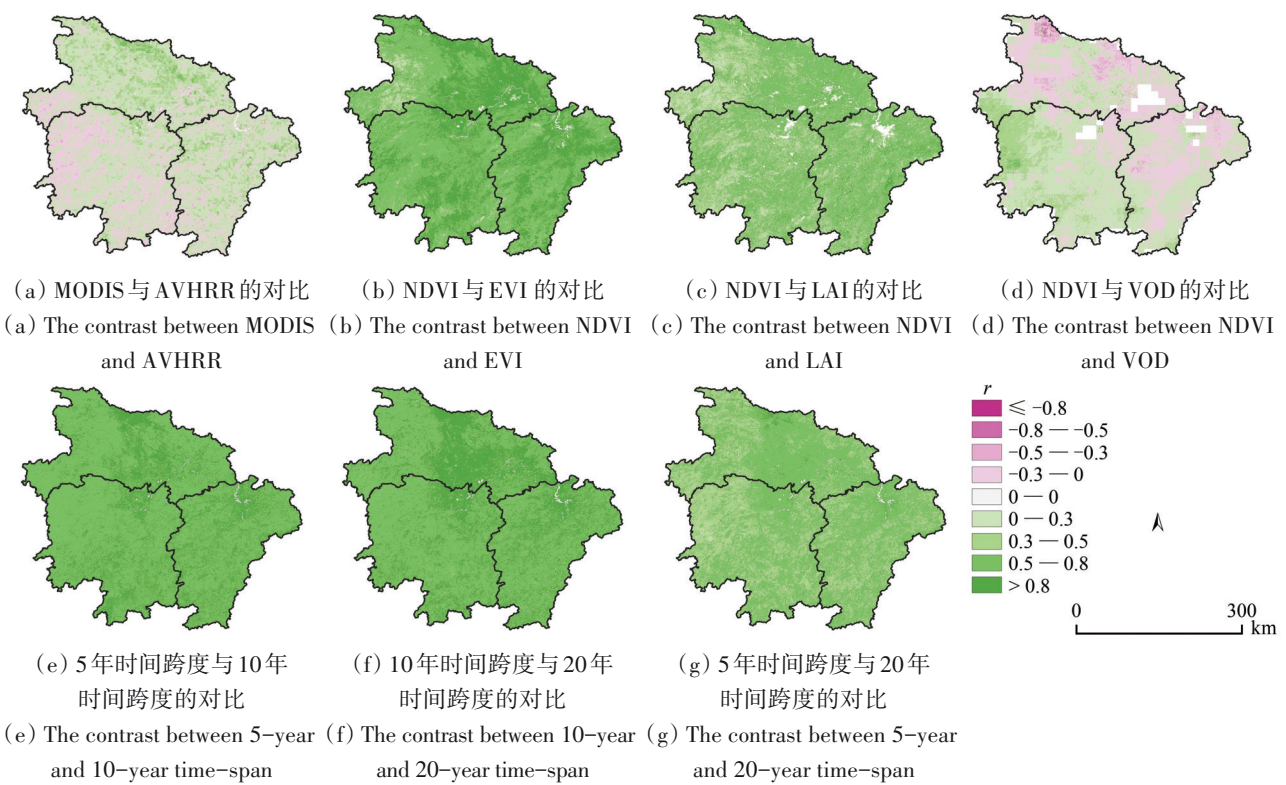 (a) MODIS与AVHRR的对比
(a) The contrast between MODIS
and AVHRR
(b) NDVI与EVI 的对比
(b) The contrast between NDVI
and EVI
(c) NDVI与LAI的对比
(c) The contrast between NDVI
and LAI
(d) NDVI与VOD的对比
(d) The contrast between NDVI
and VOD
(e) 5年时间跨度与10年
时间跨度的对比
(e) The contrast between 5-year
and 10-year time-span
(f) 10年时间跨度与20年
时间跨度的对比
(f) The contrast between 10-year
and 20-year time-span
(g) 5年时间跨度与20年
时间跨度的对比
(g) The contrast between 5-year
and 20-year time-span
r
≤ -0.8
-0.8 — -0.5
-0.5 — -0.3
-0.3 — 0
0 — 0
0 — 0.3
0.3 — 0.5
0.5 — 0.8
> 0.8
0 300
km